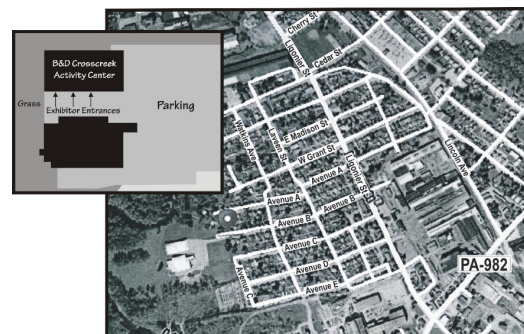 B&D Crosscreek
Activity Center
Grass
Exhibitor Entrances
Parking
Cherry St
Ligonier St
Cedar St
E Madison St
W Grant St
Watkins Ave
Laveen St
Avenue A
Ligonier St
Lincoln Ave
Avenue A
Avenue B
Avenue B
Avenue C
Avenue D
Avenue E
Avenue C
PA-982